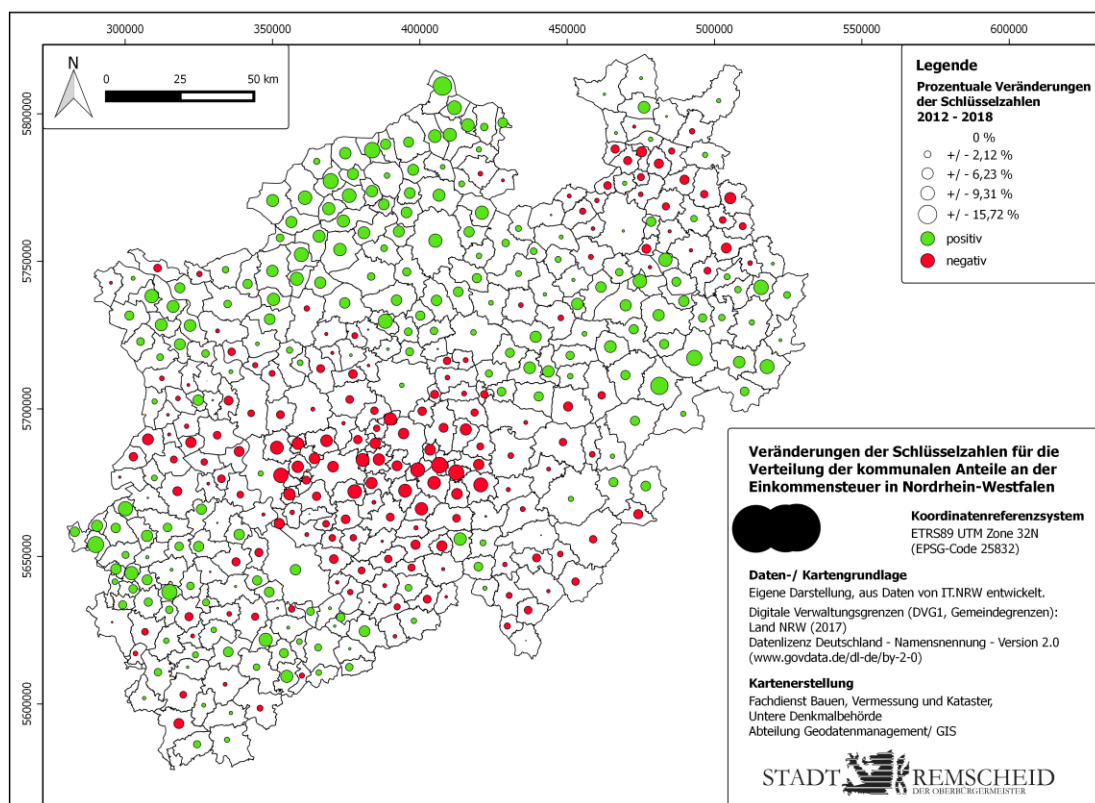 300000 350000 400000 450000 500000 550000 600000
N
0 25 50 km
5800000
5750000
5700000
5650000
5600000
5800000
5750000
5700000
5650000
5600000
Legende
Prozentuale Veränderungen
der Schlüsselzahlen
2012 - 2018
0 %
+/ - 2,12 %
+/ - 6,23 %
+/ - 9,31 %
+/ - 15,72 %
positiv
negativ
Veränderungen der Schlüsselzahlen für die
Verteilung der kommunalen Anteile an der
Einkommensteuer in Nordrhein-Westfalen
Koordinatenreferenzsystem
ETRS89 UTM Zone 32N
(EPSG-Code 25832)
Daten-/ Kartengrundlage
Eigene Darstellung, aus Daten von IT.NRW entwickelt.
Digitale Verwaltungsgrenzen (DVG1, Gemeindegrenzen):
Land NRW (2017)
Datenlizenz Deutschland - Namensnennung - Version 2.0
(www.govdata.de/dl-de/by-2-0)
Kartenerstellung
Fachdienst Bauen, Vermessung und Kataster,
Untere Denkmalbehörde
Abteilung Geodatenmanagement/ GIS
STADT REMSCHEID
DER OBERBÜRGERMEISTER